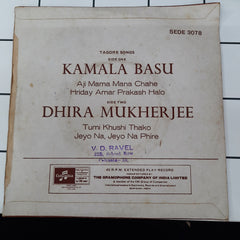 TAGORE SONGS
SEDE 3078
SIDE ONE
KAMALA BASU
Aji Mama Mana Chahe
Hriday Amar Prakash Halo
SIDE TWO
DHIRA MUKHERJEE
Tumi Khushi Thako
Jeyo Na, Jeyo Na Phire
V. D. RAVEL
Columbia
45 R.P.M. EXTENDED PLAY RECORD
THE GRAMOPHONE COMPANY OF INDIA LIMITED